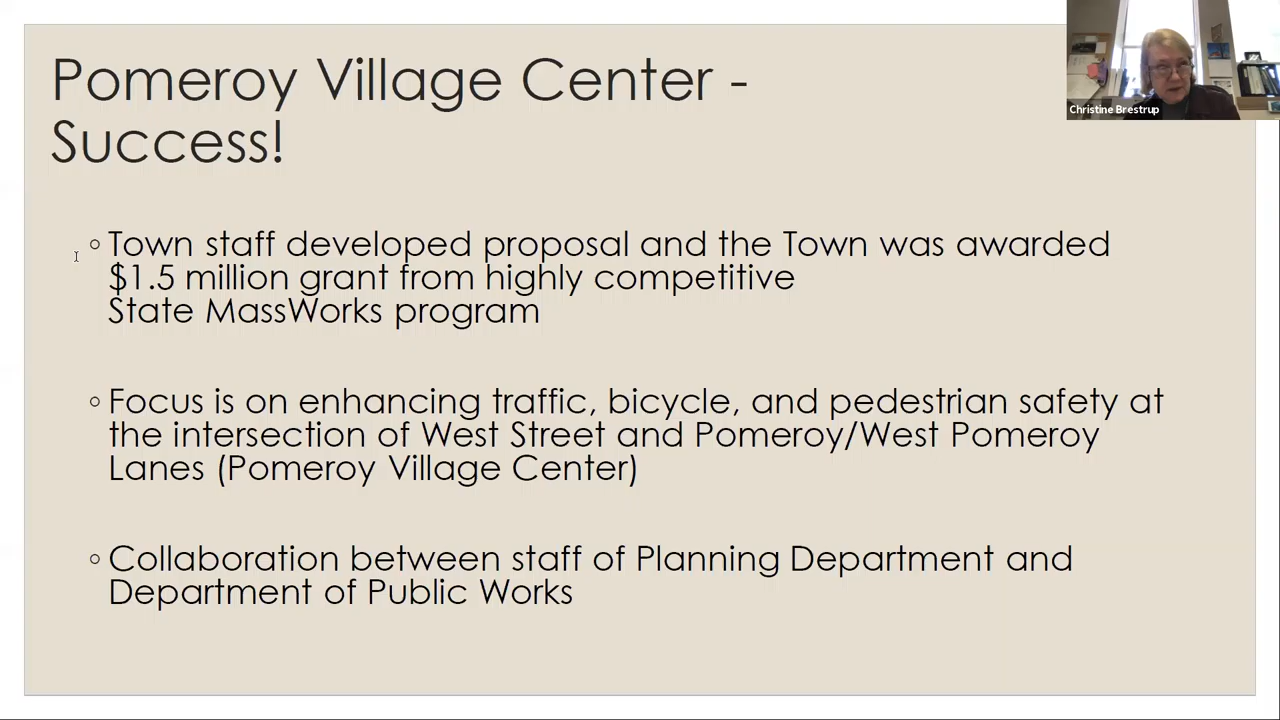 Pomeroy Village Center -
Success!
Christine Brestrup
◦ Town staff developed proposal and the Town was awarded
$1.5 million grant from highly competitive
State MassWorks program
◦ Focus is on enhancing traffic, bicycle, and pedestrian safety at
the intersection of West Street and Pomeroy/West Pomeroy
Lanes (Pomeroy Village Center)
◦ Collaboration between staff of Planning Department and
Department of Public Works